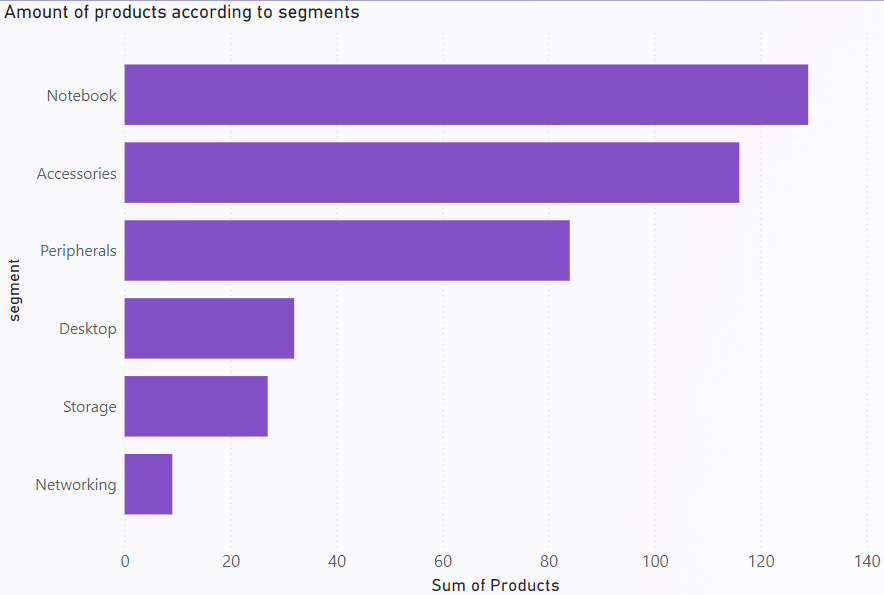 Amount of products according to segments
segment
Notebook
Accessories
Peripherals
Desktop
Storage
Networking
0 20 40 60 80 100 120 140
Sum of Products